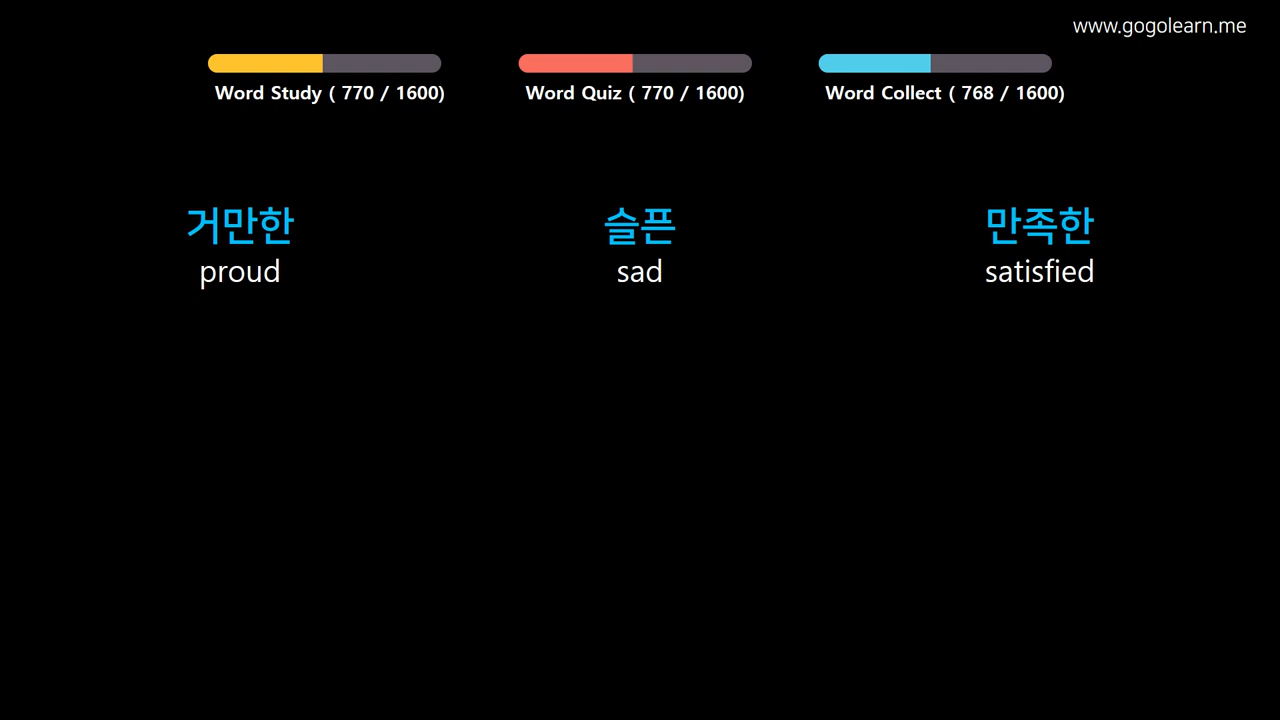 www.gogolearn.me
Word Study ( 770 / 1600)
Word Quiz ( 770 / 1600)
Word Collect ( 768 / 1600)
거만한
proud
슬픈
sad
만족한
satisfied